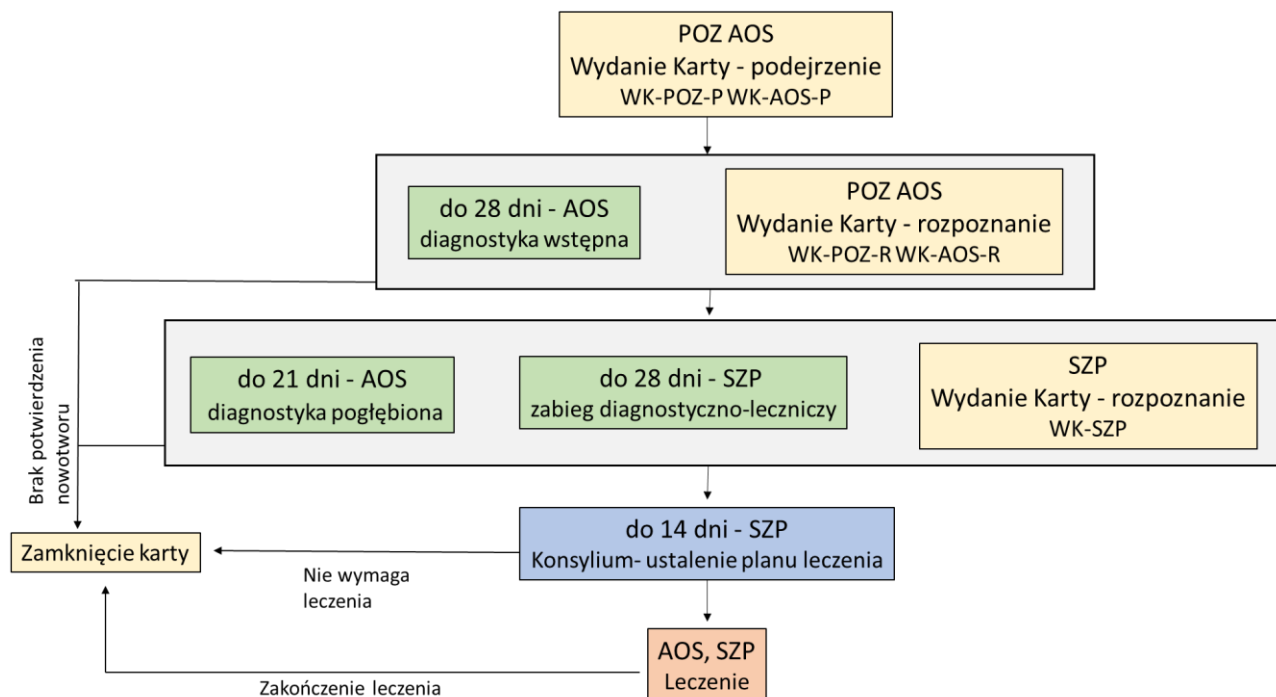 POZ AOS
Wydanie Karty - podejrzenie
WK-POZ-P WK-AOS-P
do 28 dni - AOS
diagnostyka wstępna
POZ AOS
Wydanie Karty - rozpoznanie
WK-POZ-R WK-AOS-R
Brak potwierdzenia
nowotworu
do 21 dni - AOS
diagnostyka pogłębiona
do 28 dni - SZP
zabieg diagnostyczno-leczniczy
SZP
Wydanie Karty - rozpoznanie
WK-SZP
Zamknięcie karty
do 14 dni - SZP
Konsylium- ustalenie planu leczenia
Nie wymaga
leczenia
AOS, SZP
Leczenie
Zakończenie leczenia